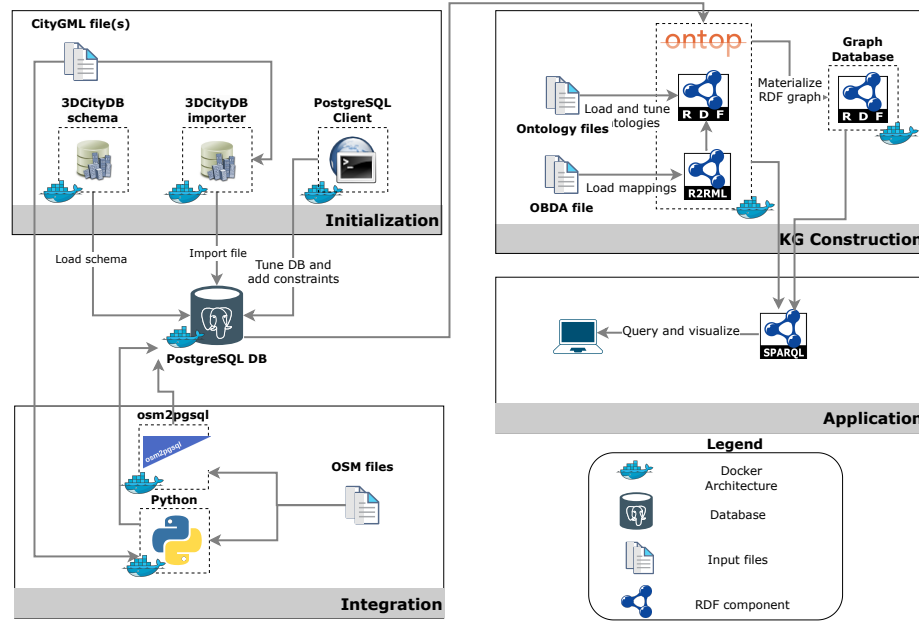 CityGML file(s)
3DCityDB
schema
3DCityDB
importer
PostgreSQL
Client
>_
Initialization
Load schema
Import file
Tune DB and
add constraints
PostgreSQL DB
osm2pgsql
osm2pgsql
OSM files
Python
Integration
ontop
Graph
Database
Materialize
RDF graph
R D F
R D F
Load and tune
ontologies
Ontology files
Load mappings
R2RML
OBDA file
KG Construction
Query and visualize
SPARQL
Application
Legend
Docker
Architecture
Database
Input files
RDF component